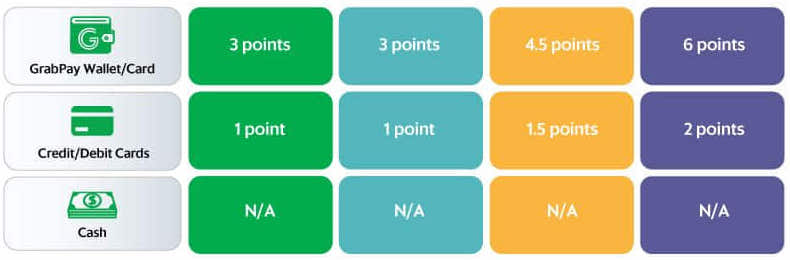 GrabPay Wallet/Card
3 points
3 points
4.5 points
6 points
Credit/Debit Cards
1 point
1 point
1.5 points
2 points
Cash
N/A
N/A
N/A
N/A